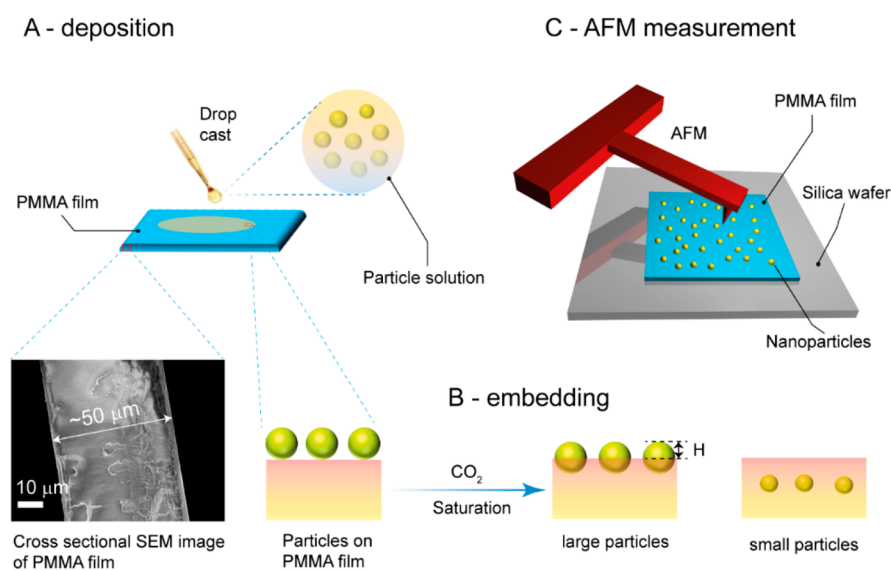 A - deposition
Drop
cast
PMMA film
Particle solution
~50 μm
10 μm
Cross sectional SEM image
of PMMA film
Particles on
PMMA film
C - AFM measurement
PMMA film
AFM
Silica wafer
Nanoparticles
B - embedding
CO₂
Saturation
H
large particles
small particles